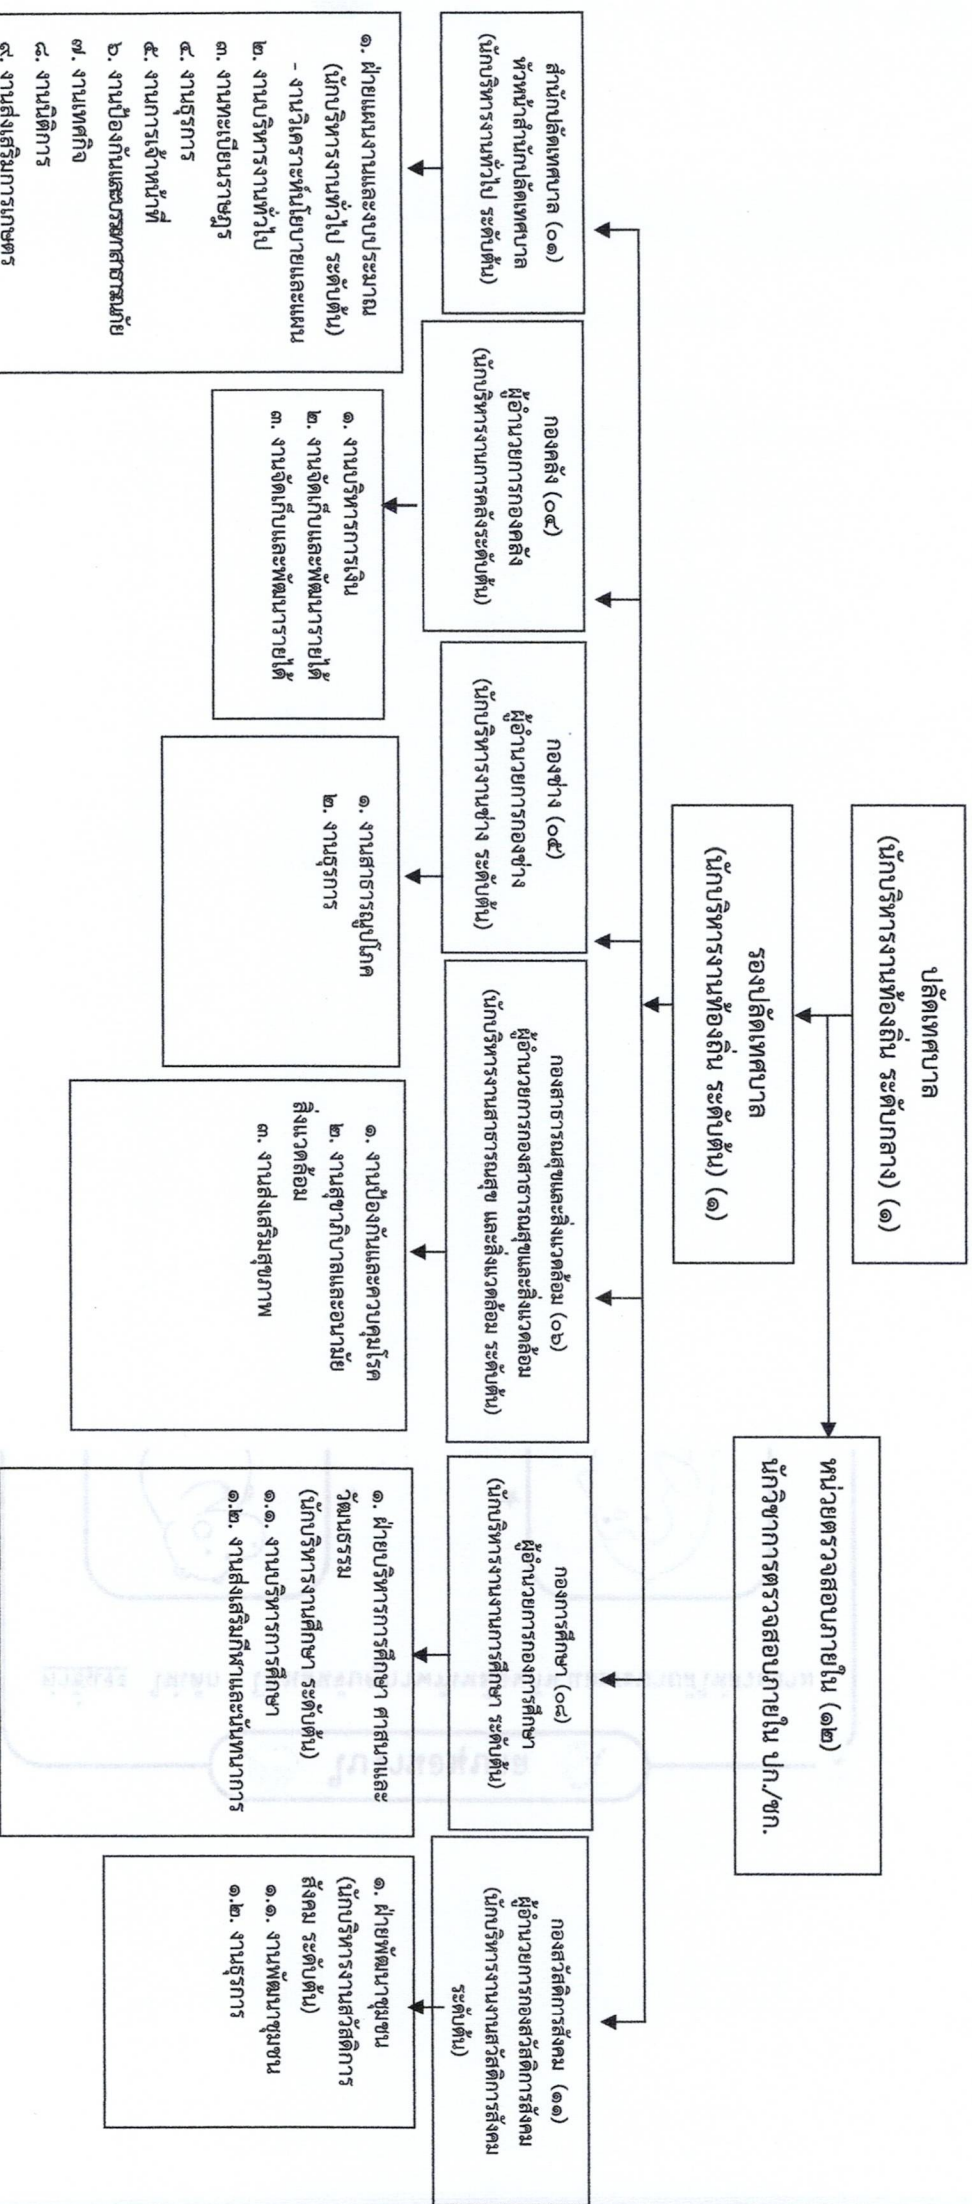 ปลัดเทศบาล
(นักบริหารงานท้องถิ่น ระดับกลาง) (๑)
รองปลัดเทศบาล
(นักบริหารงานท้องถิ่น ระดับต้น) (๑)
หน่วยตรวจสอบภายใน (๑๒)
นักวิชาการตรวจสอบภายใน ปก./ชก.
สำนักปลัดเทศบาล (๐๑)
หัวหน้าสำนักปลัดเทศบาล
(นักบริหารงานทั่วไป ระดับต้น)
กองคลัง (๐๔)
ผู้อำนวยการกองคลัง
(นักบริหารงานการคลังระดับต้น)
กองช่าง (๐๕)
ผู้อำนวยการกองช่าง
(นักบริหารงานช่าง ระดับต้น)
กองสาธารณสุขและสิ่งแวดล้อม (๐๖)
ผู้อำนวยการกองสาธารณสุขและสิ่งแวดล้อม
(นักบริหารงานสาธารณสุข และสิ่งแวดล้อม ระดับต้น)
กองการศึกษา (๐๘)
ผู้อำนวยการกองการศึกษา
(นักบริหารงานงานการศึกษา ระดับต้น)
กองสวัสดิการสังคม (๑๑)
ผู้อำนวยการกองสวัสดิการสังคม
(นักบริหารงานงานสวัสดิการสังคม
ระดับต้น)
๑. ฝ่ายแผนงานและงบประมาณ
(นักบริหารงานทั่วไป ระดับต้น)
- งานวิเคราะห์นโยบายและแผน
๒. งานบริหารงานทั่วไป
๓. งานทะเบียนราษฎร
๔. งานธุรการ
๕. งานการเจ้าหน้าที่
๖. งานป้องกันและบรรเทาสาธารณภัย
๗. งานเทศกิจ
๘. งานนิติการ
๙. งานส่งเสริมการเกษตร
๑. งานบริหารการเงิน
๒. งานจัดเก็บและพัฒนารายได้
๓. งานจัดเก็บและพัฒนารายได้
๑. งานสาธารณูปโภค
๒. งานธุรการ
๑. งานป้องกันและควบคุมโรค
๒. งานสุขาภิบาลและอนามัย
สิ่งแวดล้อม
๓. งานส่งเสริมสุขภาพ
๑. ฝ่ายบริหารการศึกษา ศาสนาและ
วัฒนธรรม
(นักบริหารงานศึกษา ระดับต้น)
๑.๑. งานบริหารการศึกษา
๑.๒. งานส่งเสริมกีฬาและนันทนาการ
๑. ฝ่ายพัฒนาชุมชน
(นักบริหารงานสวัสดิการ
สังคม ระดับต้น)
๑.๑. งานพัฒนาชุมชน
๑.๒. งานธุรการ